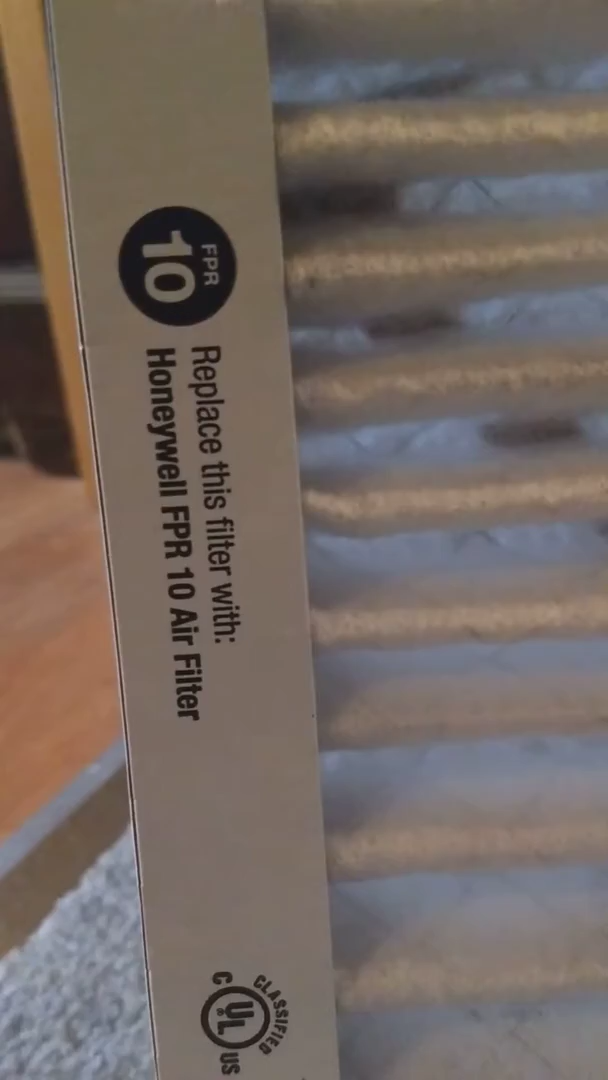 FPR
10
Replace this filter with:
Honeywell FPR 10 Air Filter
CLASSIFIED
C UL US